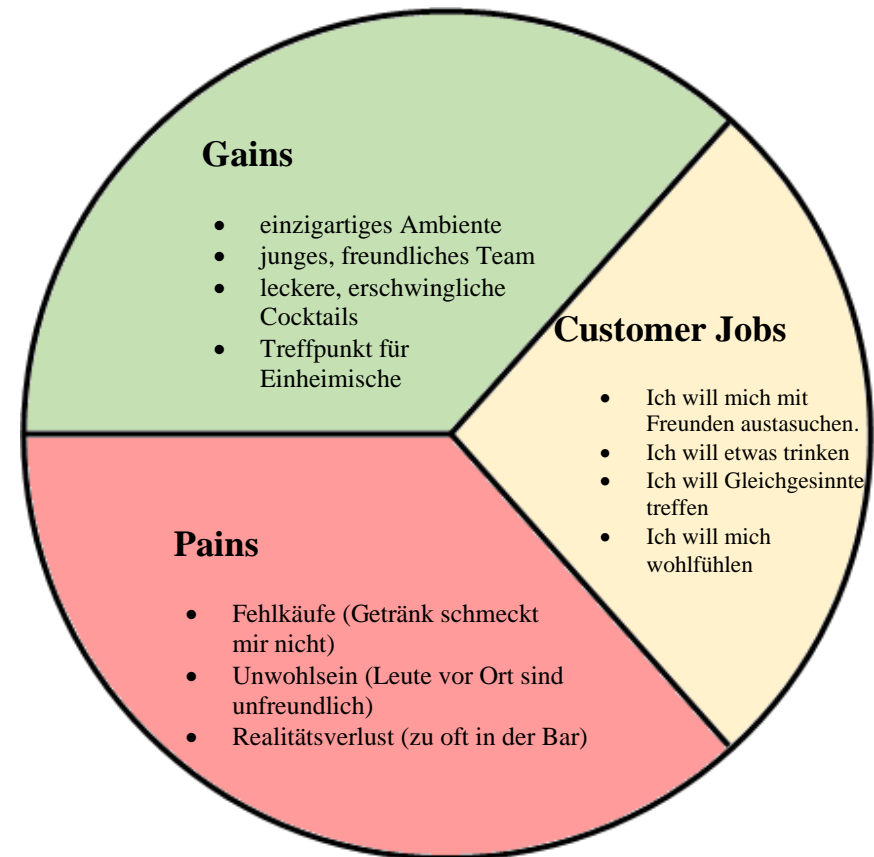 Gains
• einzigartiges Ambiente
• junges, freundliches Team
• leckere, erschwingliche
Cocktails
• Treffpunkt für
Einheimische
Customer Jobs
• Ich will mich mit
Freunden austasuchen.
• Ich will etwas trinken
• Ich will Gleichgesinnte
treffen
• Ich will mich
wohlfühlen
Pains
• Fehlkäufe (Getränk schmeckt
mir nicht)
• Unwohlsein (Leute vor Ort sind
unfreundlich)
• Realitätsverlust (zu oft in der Bar)